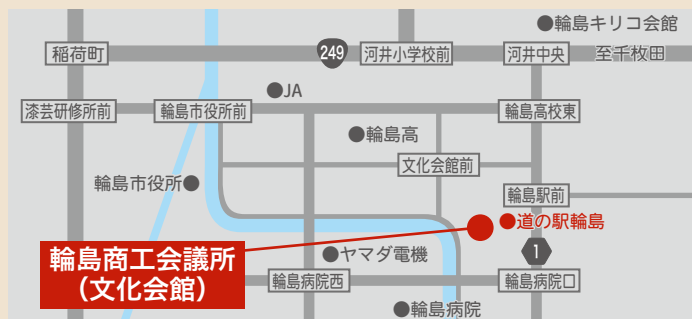 ●輪島キリコ会館
稲荷町
249
河井小学校前
河井中央
至千枚田
●JA
漆芸研修所前
輪島市役所前
輪島高校東
●輪島高
文化会館前
輪島市役所●
輪島駅前
●道の駅輪島
輪島商工会議所
（文化会館）
●ヤマダ電機
1
輪島病院西
輪島病院口
●輪島病院